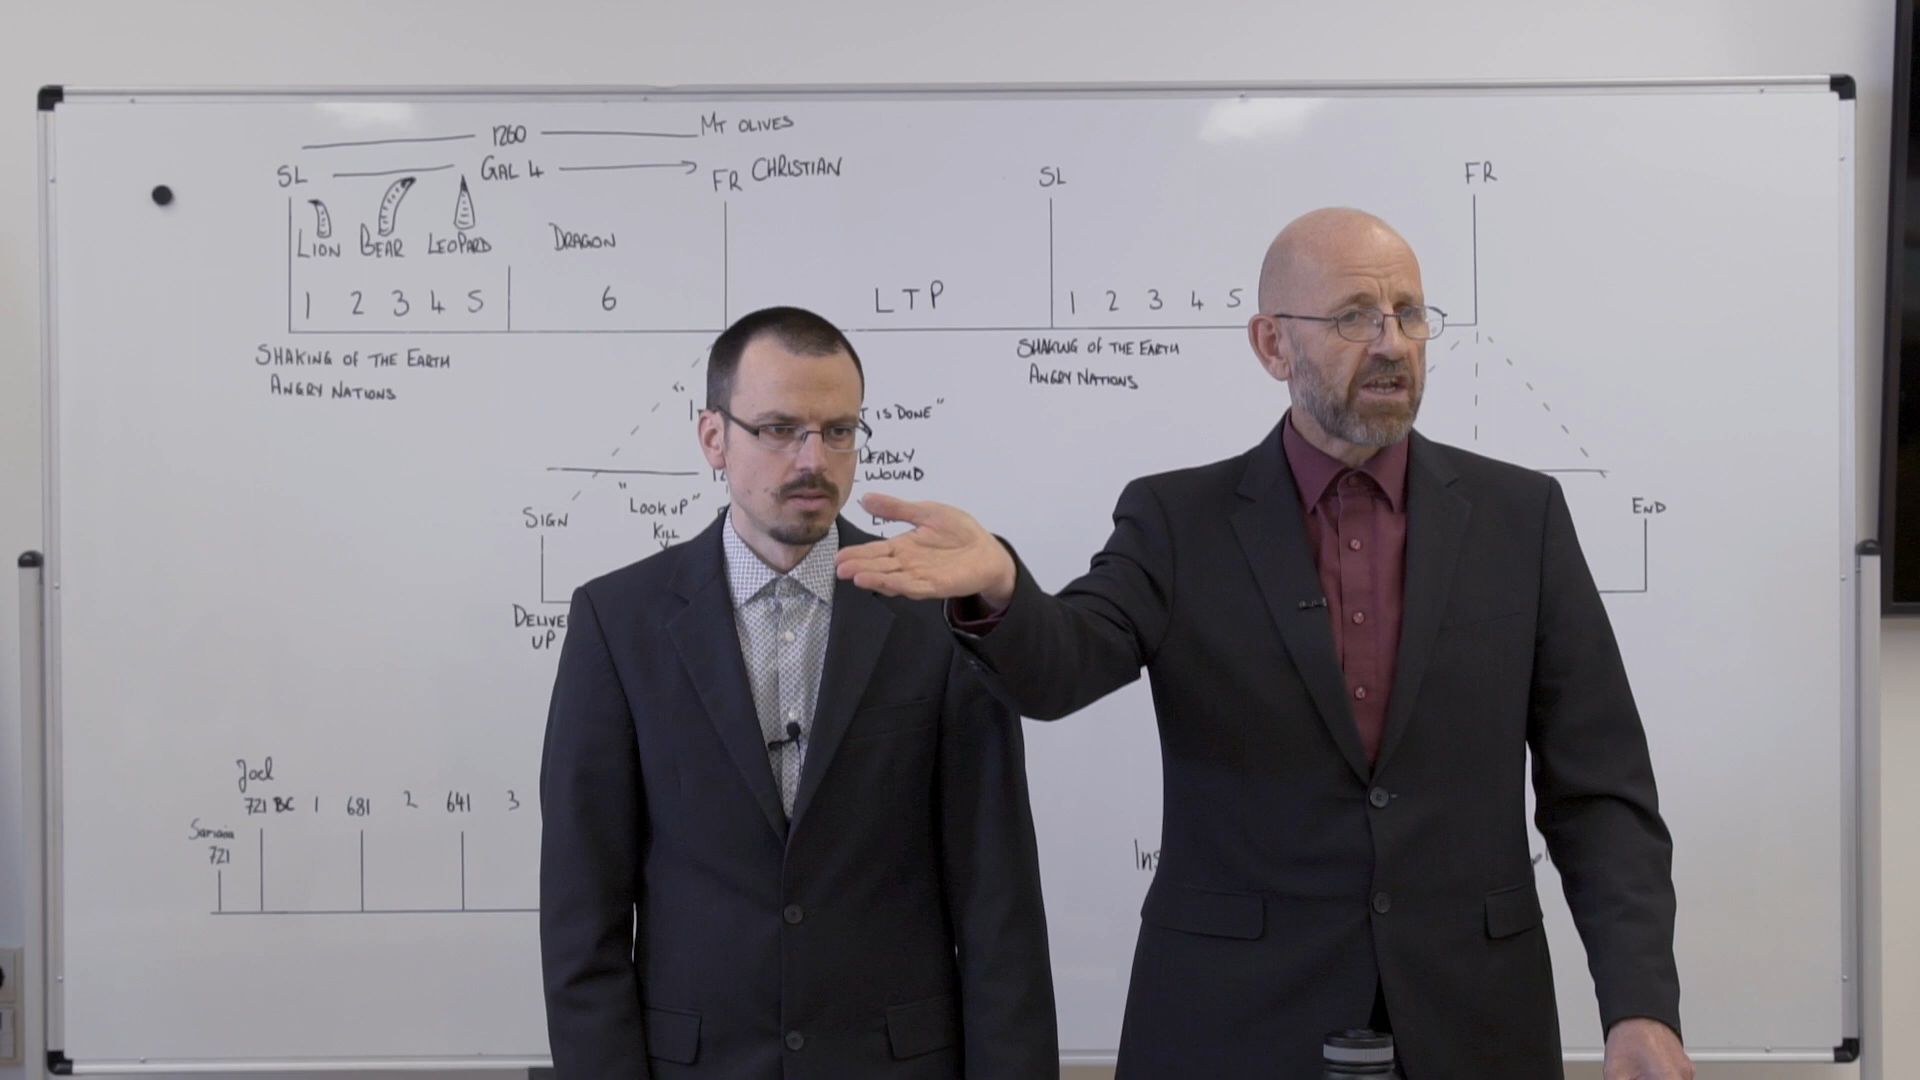 1260
MT OLIVES
SL
GAL 4
FR
CHRISTIAN
LION BEAR LEOPARD
DRAGON
1 2 3 4 5
6
LTP
SHAKING OF THE EARTH
ANGRY NATIONS
SL
FR
1 2 3 4 5
SHAKING OF THE EARTH
ANGRY NATIONS
IS DONE"
DEADLY
WOUND
"LOOK UP"
KILL
SIGN
DELIVE
UP
END
Joel
721 BC 1 681 2 641 3
Samaria
721
Ins